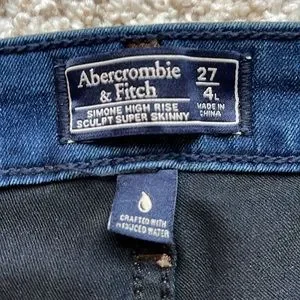 Abercrombie
& Fitch
SIMONE HIGH RISE
SCULPT SUPER SKINNY
27
4L
MADE IN
CHINA
CRAFTED WITH
REDUCED WATER